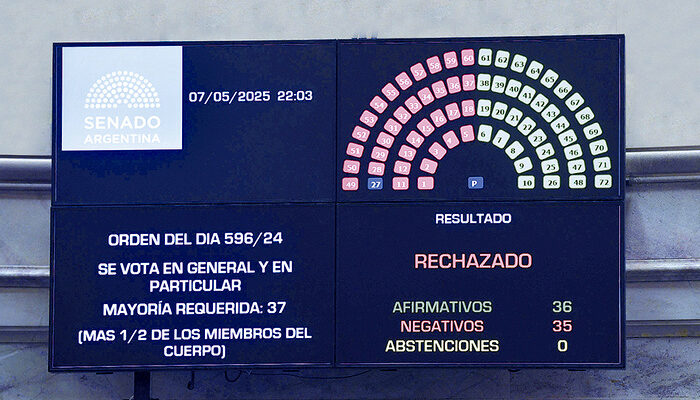 SENADO
ARGENTINA
07/05/2025 22:03
ORDEN DEL DIA 596/24
SE VOTA EN GENERAL Y EN
PARTICULAR
MAYORÍA REQUERIDA: 37
(MAS 1/2 DE LOS MIEMBROS DEL
CUERPO)
RESULTADO
RECHAZADO
AFIRMATIVOS 36
NEGATIVOS 35
ABSTENCIONES 0